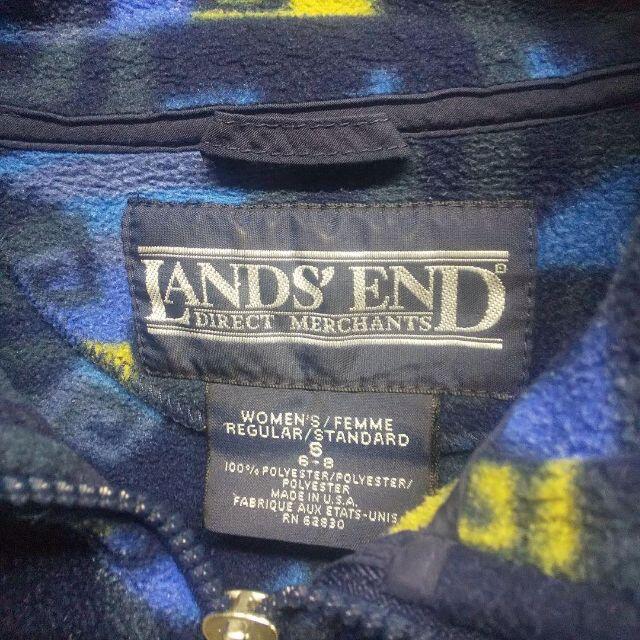 LANDS' END
DIRECT MERCHANTS
WOMEN'S/FEMME
REGULAR/STANDARD
S
6-8
100% POLYESTER/POLYESTER/
POLYESTER
MADE IN U.S.A.
FABRIQUE AUX ETATS-UNIS
RN 62830